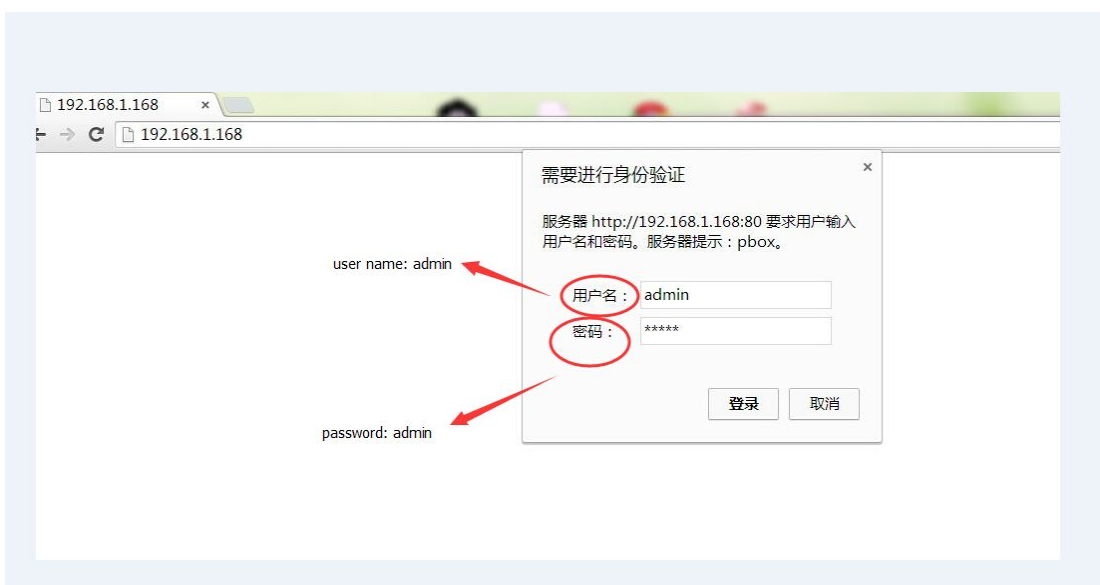 192.168.1.168 ×
192.168.1.168
需要进行身份验证 ×
服务器 http://192.168.1.168:80 要求用户输入
用户名和密码。服务器提示：pbox。
user name: admin
用户名： admin
密码： *****
登录 取消
password: admin